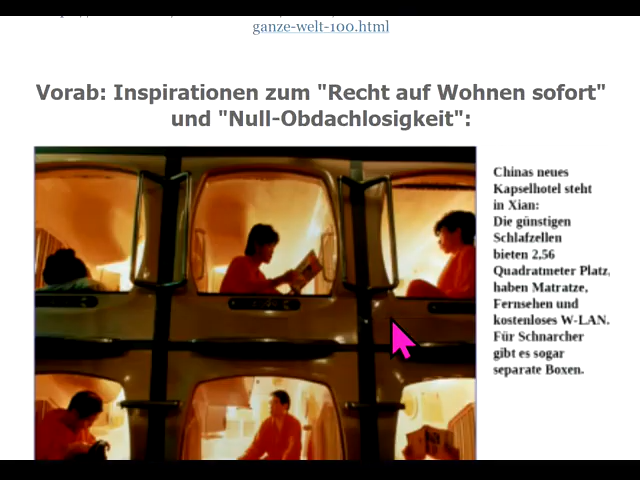 ganze-welt-100.html
Vorab: Inspirationen zum "Recht auf Wohnen sofort"
und "Null-Obdachlosigkeit":
Chinas neues
Kapselhotel steht
in Xian:
Die günstigen
Schlafzellen
bieten 2,56
Quadratmeter Platz,
haben Matratze,
Fernsehen und
kostenloses W-LAN.
Für Schnarcher
gibt es sogar
separate Boxen.